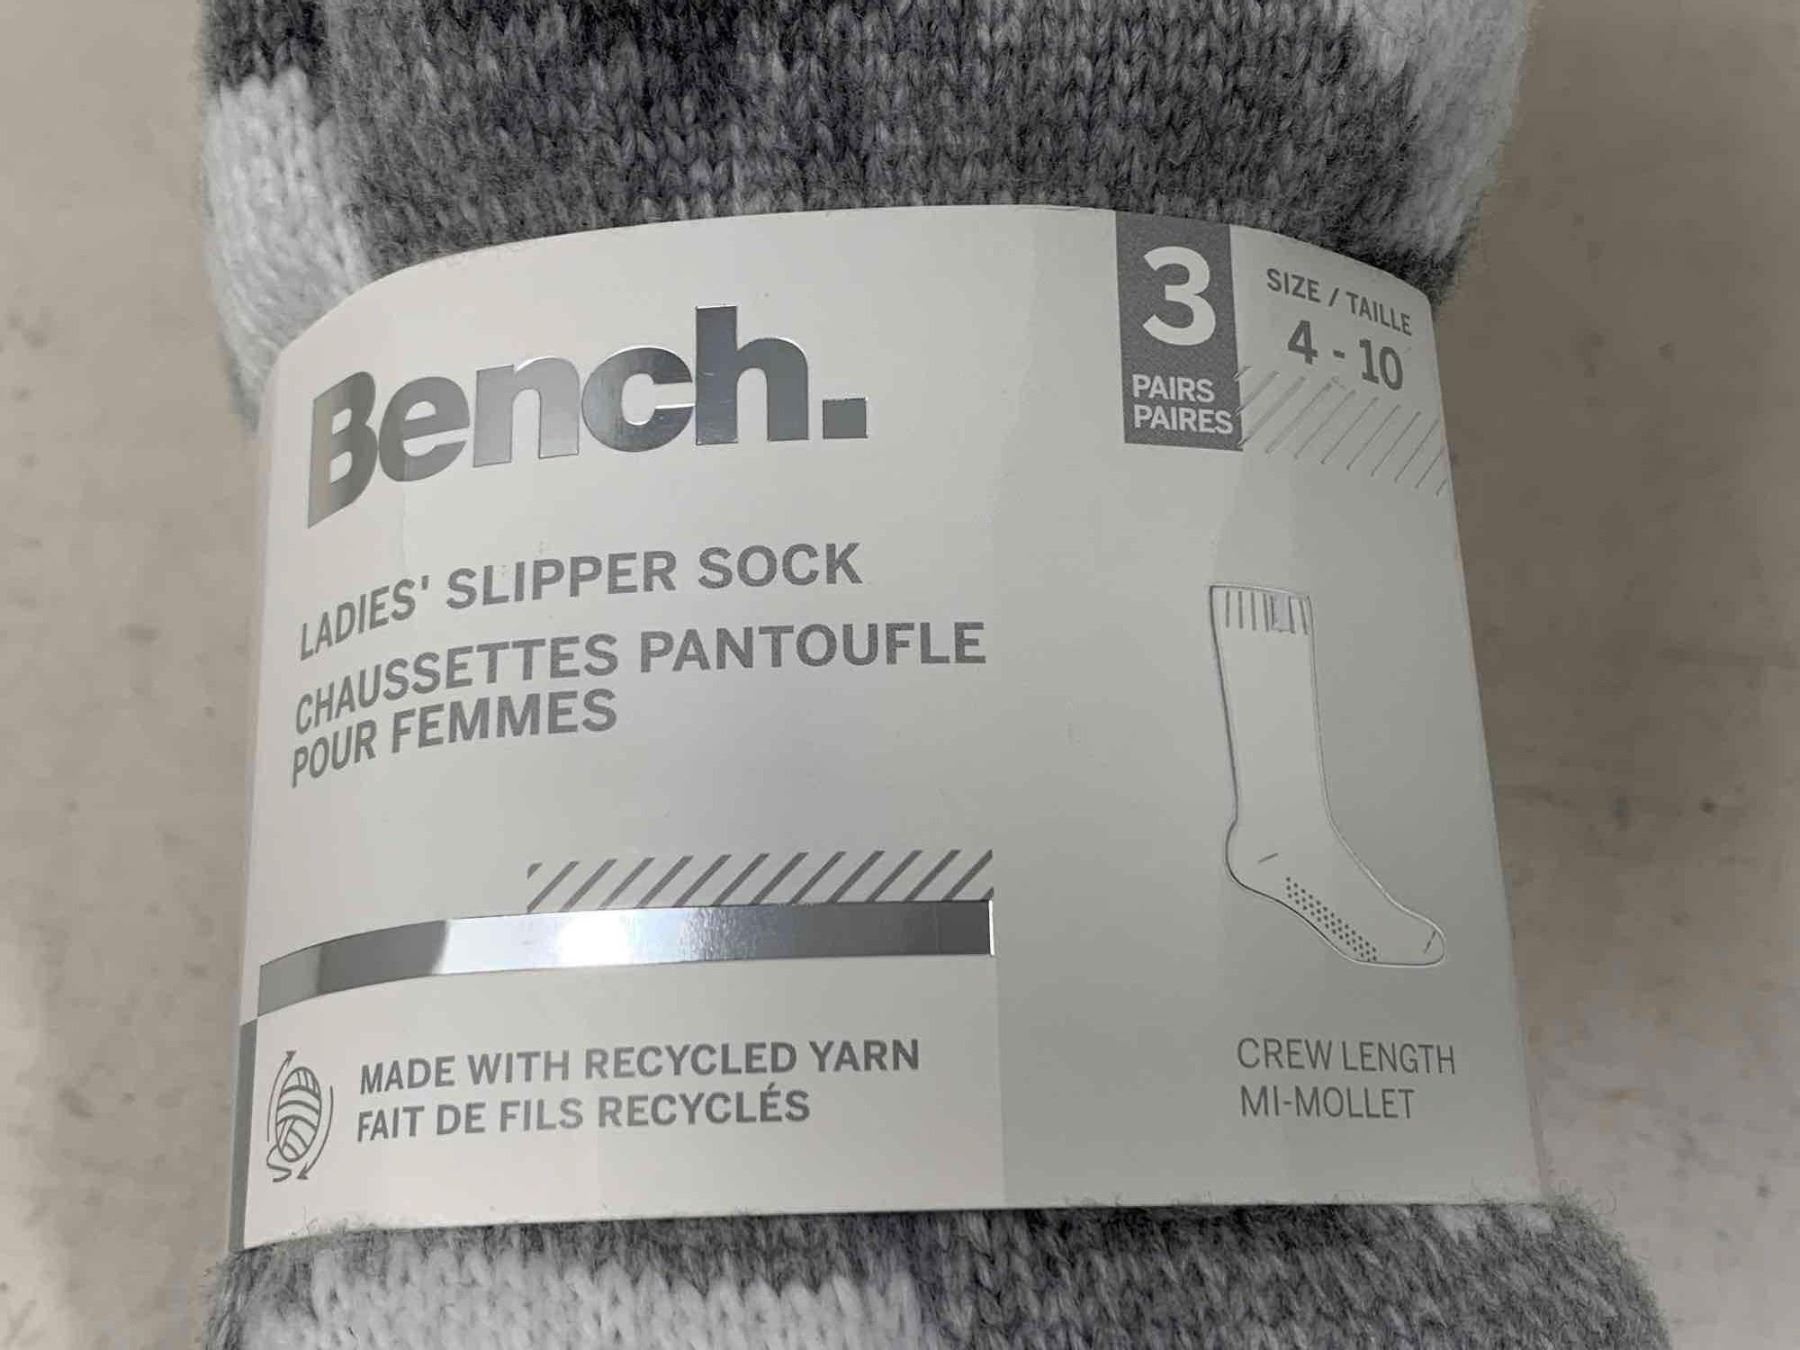 Bench.
LADIES' SLIPPER SOCK
CHAUSSETTES PANTOUFLE
POUR FEMMES
MADE WITH RECYCLED YARN
FAIT DE FILS RECYCLÉS
3
PAIRS
PAIRES
SIZE / TAILLE
4 - 10
CREW LENGTH
MI-MOLLET